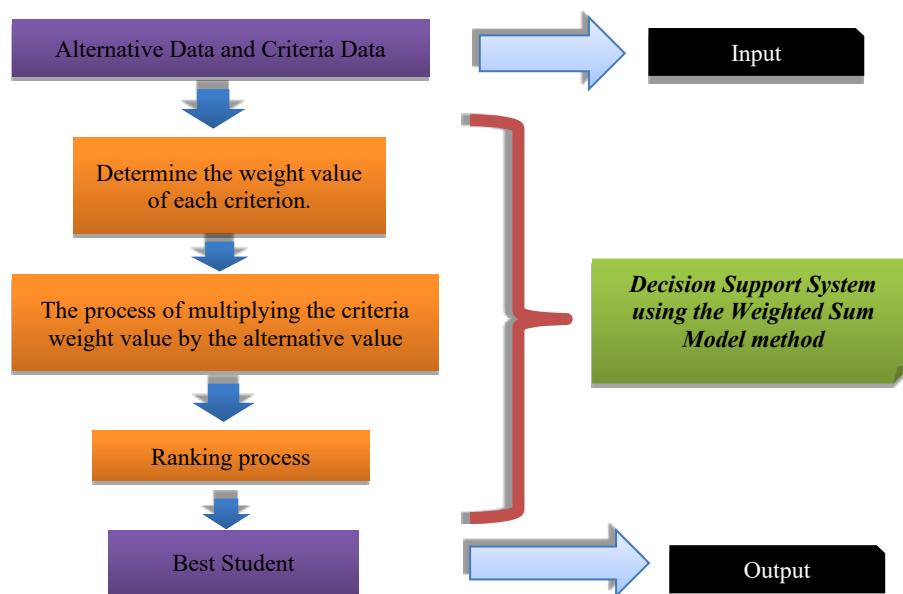 Alternative Data and Criteria Data
Input
Determine the weight value
of each criterion.
The process of multiplying the criteria
weight value by the alternative value
Decision Support System
using the Weighted Sum
Model method
Ranking process
Best Student
Output